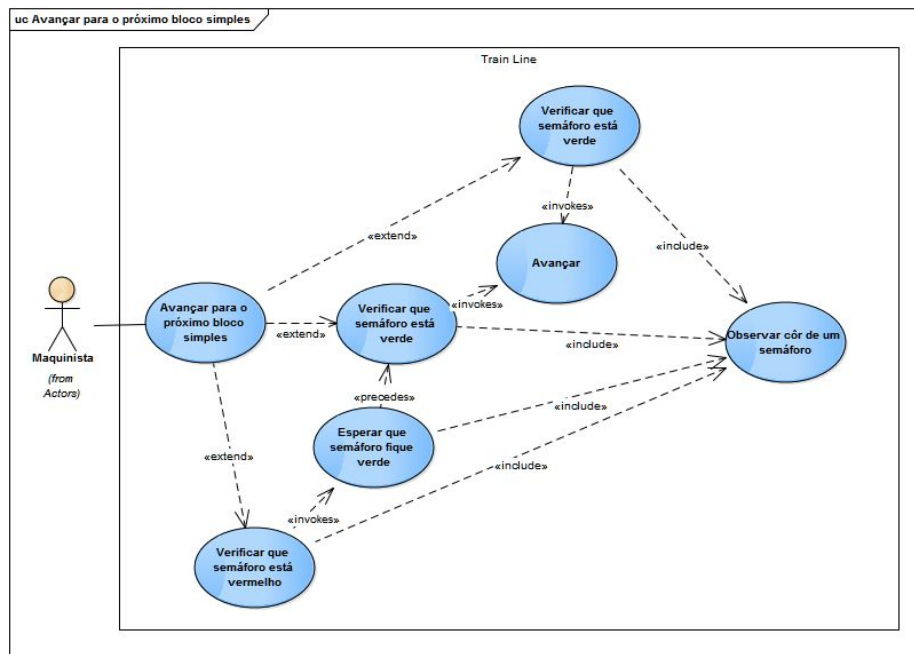 uc Avançar para o próximo bloco simples
Train Line
Verificar que
semáforo está
verde
«invokes»
«extend»
«include»
Avançar
Maquinista
(from
Actors)
Avançar para o
próximo bloco
simples
«extend»
Verificar que
semáforo está
verde
«invokes»
«include»
Observar côr de um
semáforo
«precedes»
«include»
Esperar que
semáforo fique
verde
«extend»
«include»
«invokes»
Verificar que
semáforo está
vermelho